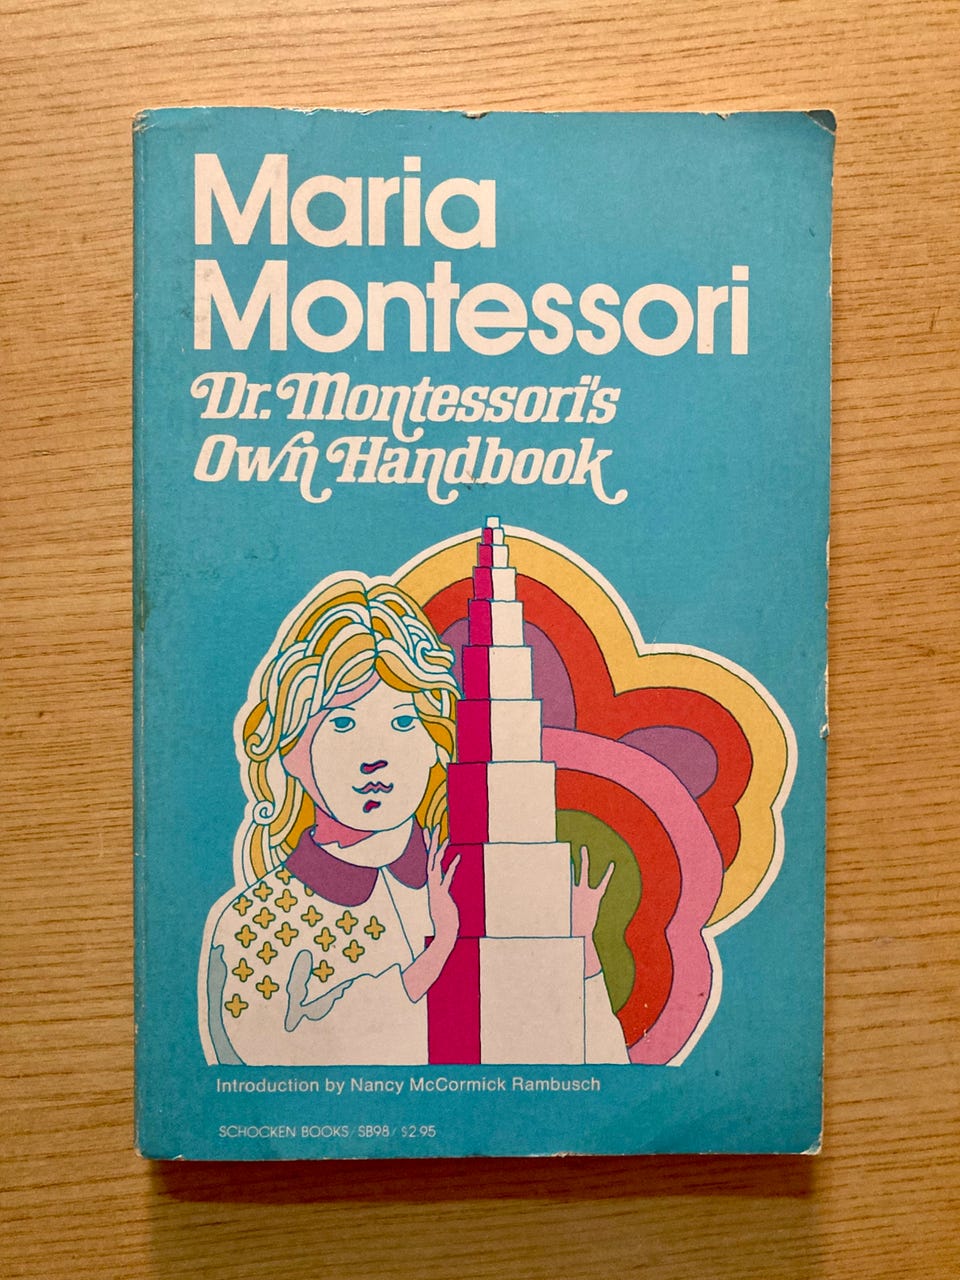 Maria
Montessori
Dr. Montessori's
Own Handbook
Introduction by Nancy McCormick Rambusch
SCHOCKEN BOOKS / SB98 / $2.95